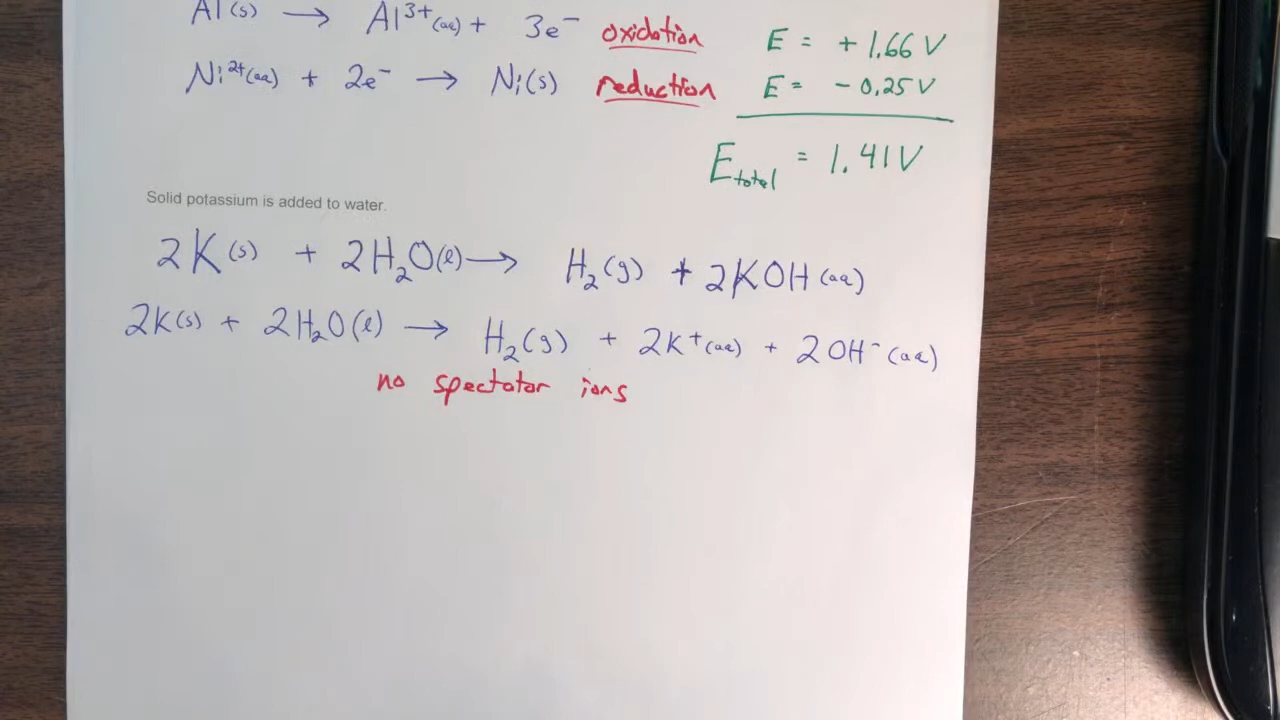 Al(s) → Al³⁺(aq) + 3e⁻ oxidation E = +1.66 V
Ni²⁺(aq) + 2e⁻ → Ni(s) reduction E = -0.25 V
E total = 1.41 V
Solid potassium is added to water.
2K(s) + 2H₂O(l) → H₂(g) + 2KOH(aq)
2K(s) + 2H₂O(l) → H₂(g) + 2K⁺(aq) + 2OH⁻(aq)
no spectator ions